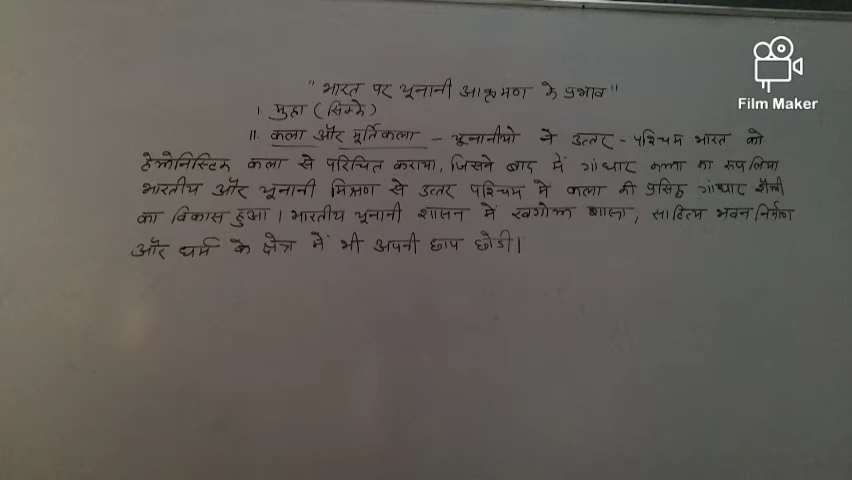 Film Maker
"भारत पर यूनानी आक्रमण के प्रभाव"
I. मुद्रा (सिक्के)
II. कला और मूर्तिकला - यूनानीयो ने उत्तर - पश्चिम भारत को
हेलेनिस्टिक कला से परिचित कराया, जिसने बाद में गांधार कला का रूप लिया
भारतीय और यूनानी मिश्रण से उत्तर पश्चिम में कला की प्रसिद्ध गांधार शैली
का विकास हुआ। भारतीय यूनानी शासन में खगोल शास्त्र, साहित्य भवन निर्माण
और धर्म के क्षेत्र में भी अपनी छाप छोडी।